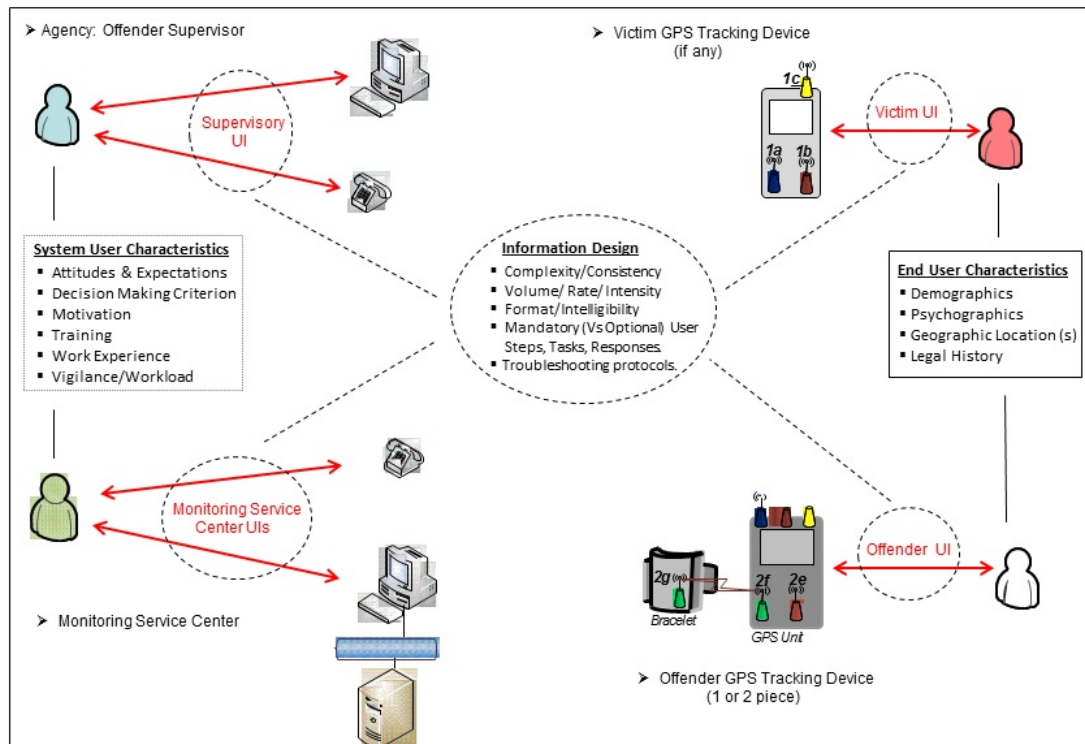 ➤ Agency: Offender Supervisor
➤ Victim GPS Tracking Device
(if any)
1c
1a
1b
Supervisory
UI
Victim UI
System User Characteristics
▪ Attitudes & Expectations
▪ Decision Making Criterion
▪ Motivation
▪ Training
▪ Work Experience
▪ Vigilance/Workload
Information Design
▪ Complexity/Consistency
▪ Volume/ Rate/ Intensity
▪ Format/Intelligibility
▪ Mandatory (Vs Optional) User
Steps, Tasks, Responses.
▪ Troubleshooting protocols.
End User Characteristics
▪ Demographics
▪ Psychographics
▪ Geographic Location (s)
▪ Legal History
Monitoring Service
Center UIs
Offender UI
2g
2f
2e
Bracelet
GPS Unit
➤ Monitoring Service Center
➤ Offender GPS Tracking Device
(1 or 2 piece)